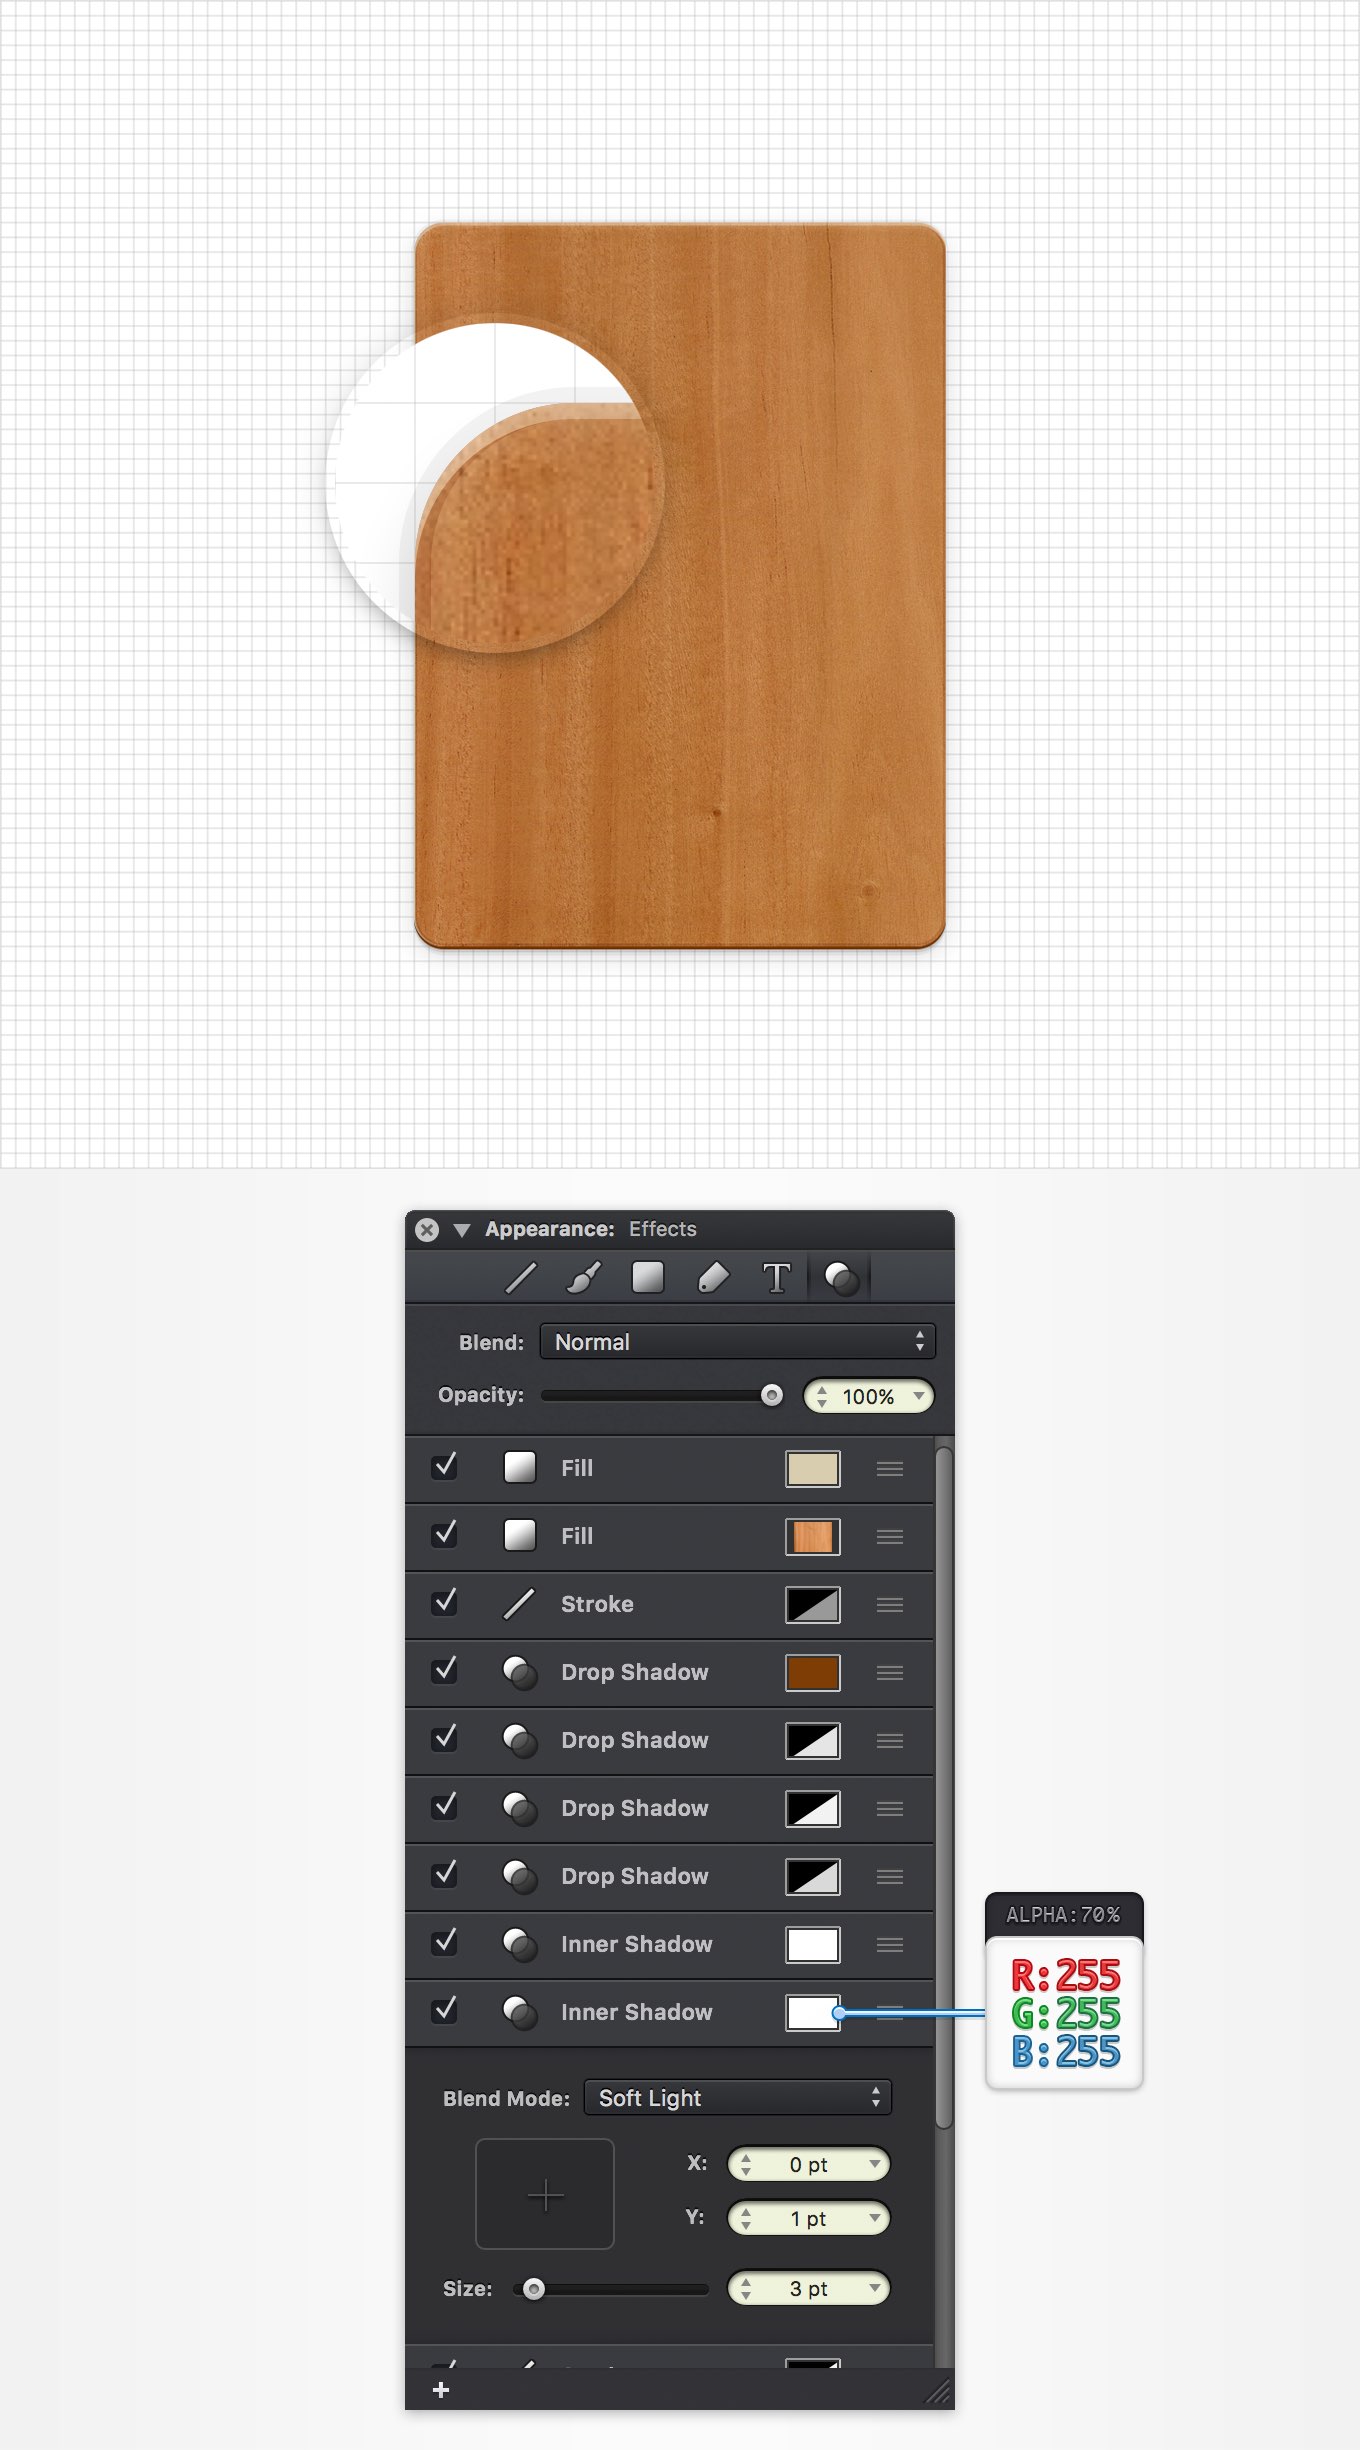 Appearance: Effects
T
Blend: Normal
Opacity: 100%
Fill
Fill
Stroke
Drop Shadow
Drop Shadow
Drop Shadow
Drop Shadow
Inner Shadow
Inner Shadow
ALPHA:70%
R:255
G:255
B:255
Blend Mode: Soft Light
X: 0 pt
Y: 1 pt
Size: 3 pt